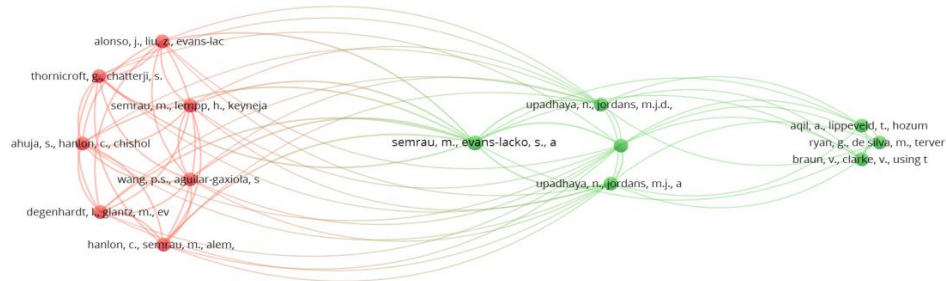 alonso, j., liu, z., evans-lac
thornicroft, g., chatterji, s.
semrau, m., lempp, h., keyneja
ahuja, s., hanlon, c., chishol
wang, p.s., aguilar-gaxiola, s
degenhardt, l., glantz, m., ev
hanlon, c., semrau, m., alem,
semrau, m., evans-lacko, s., a
upadhaya, n., jordans, m.j.d.,
upadhaya, n., jordans, m.j., a
aqil, a., lippeveld, t., hozum
ryan, g., de silva, m., terver
braun, v., clarke, v., using t